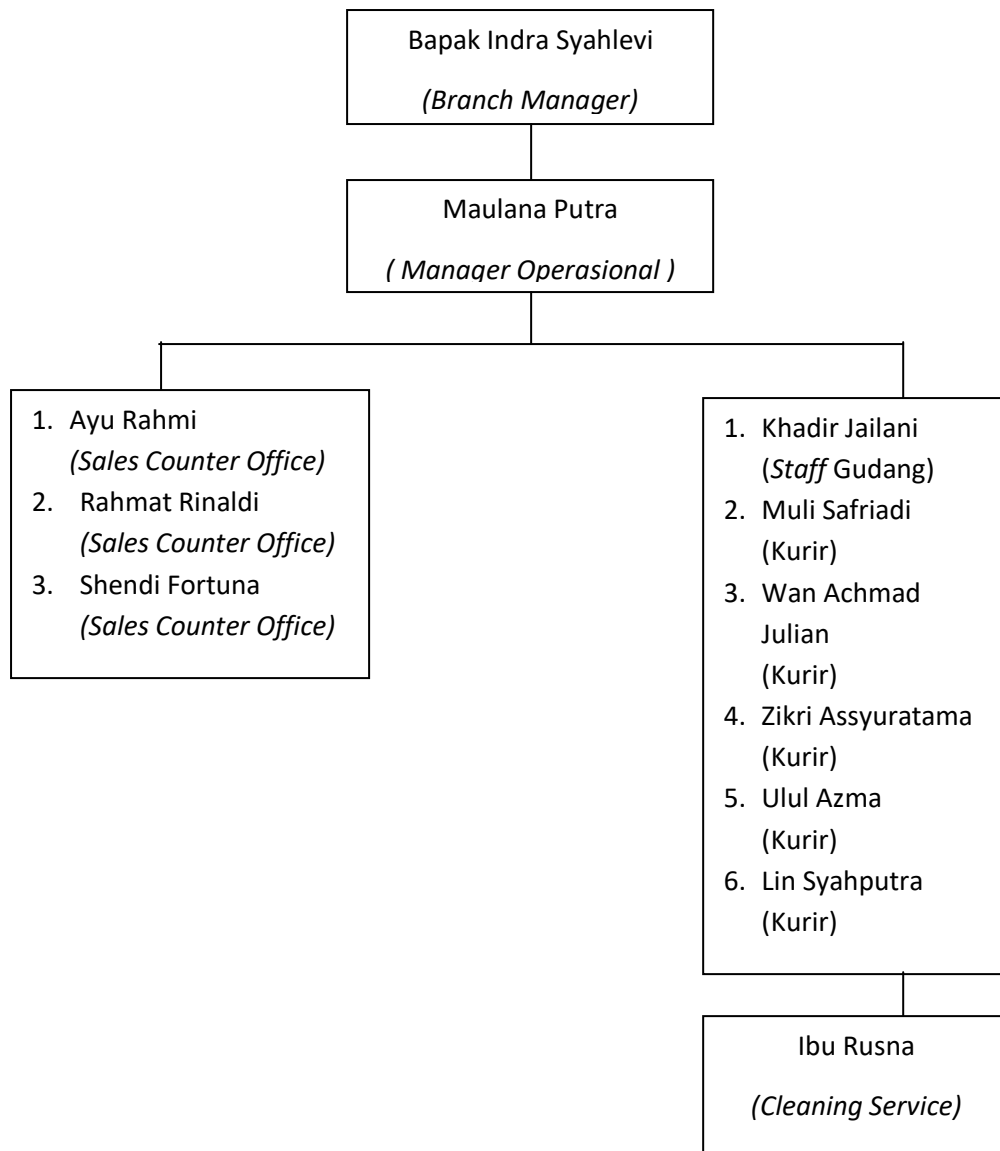 Bapak Indra Syahlevi
(Branch Manager)
Maulana Putra
( Manager Operasional )
1. Ayu Rahmi
(Sales Counter Office)
2. Rahmat Rinaldi
(Sales Counter Office)
3. Shendi Fortuna
(Sales Counter Office)
1. Khadir Jailani
(Staff Gudang)
2. Muli Safriadi
(Kurir)
3. Wan Achmad
Julian
(Kurir)
4. Zikri Assyuratama
(Kurir)
5. Ulul Azma
(Kurir)
6. Lin Syahputra
(Kurir)
Ibu Rusna
(Cleaning Service)